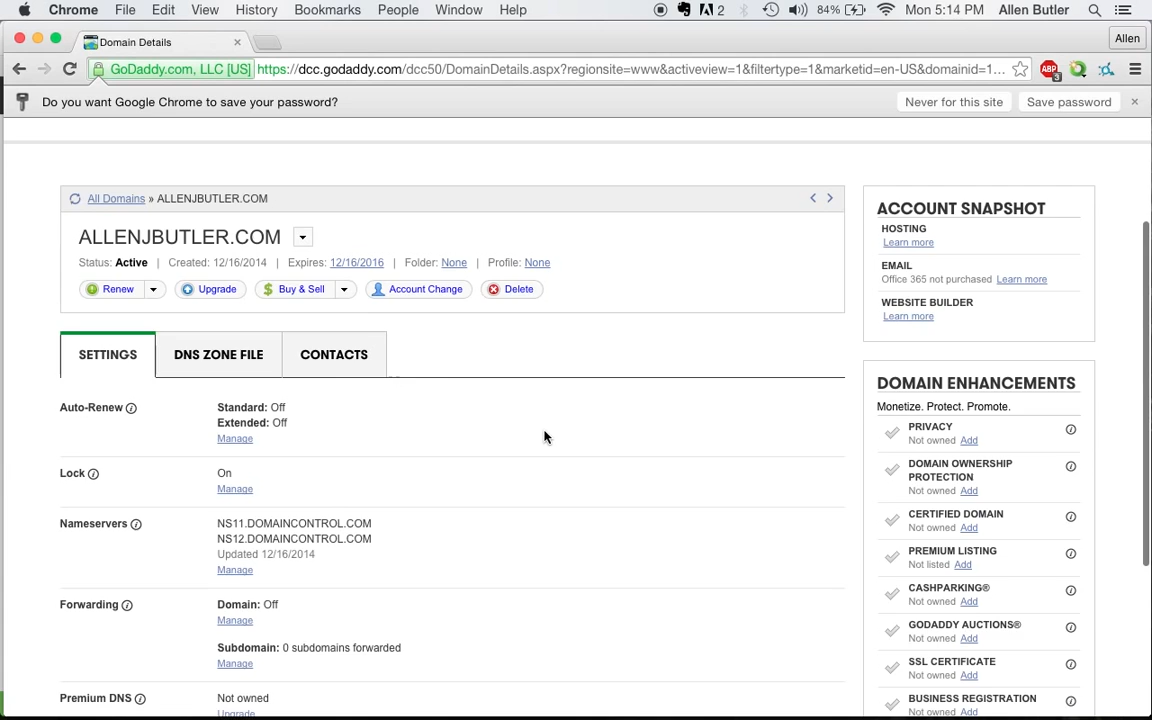 Chrome File Edit View History Bookmarks People Window Help 2 84% Mon 5:14 PM Allen Butler
Domain Details Allen
GoDaddy.com, LLC [US] https://dcc.godaddy.com/dcc50/DomainDetails.aspx?regionsite=www&activeview=1&filtertype=1&marketid=en-US&domainid=1... ABP 3
Do you want Google Chrome to save your password? Never for this site Save password
All Domains » ALLENJBUTLER.COM
ALLENJBUTLER.COM
Status: Active | Created: 12/16/2014 | Expires: 12/16/2016 | Folder: None | Profile: None
Renew Upgrade Buy & Sell Account Change Delete
SETTINGS DNS ZONE FILE CONTACTS
Auto-Renew Standard: Off
Extended: Off
Manage
Lock On
Manage
Nameservers NS11.DOMAINCONTROL.COM
NS12.DOMAINCONTROL.COM
Updated 12/16/2014
Manage
Forwarding Domain: Off
Manage
Subdomain: 0 subdomains forwarded
Manage
Premium DNS Not owned
Upgrade
ACCOUNT SNAPSHOT
HOSTING
Learn more
EMAIL
Office 365 not purchased Learn more
WEBSITE BUILDER
Learn more
DOMAIN ENHANCEMENTS
Monetize. Protect. Promote.
PRIVACY
Not owned Add
DOMAIN OWNERSHIP
PROTECTION
Not owned Add
CERTIFIED DOMAIN
Not owned Add
PREMIUM LISTING
Not listed Add
CASHPARKING®
Not owned Add
GODADDY AUCTIONS®
Not owned Add
SSL CERTIFICATE
Not owned Add
BUSINESS REGISTRATION
Not owned Add